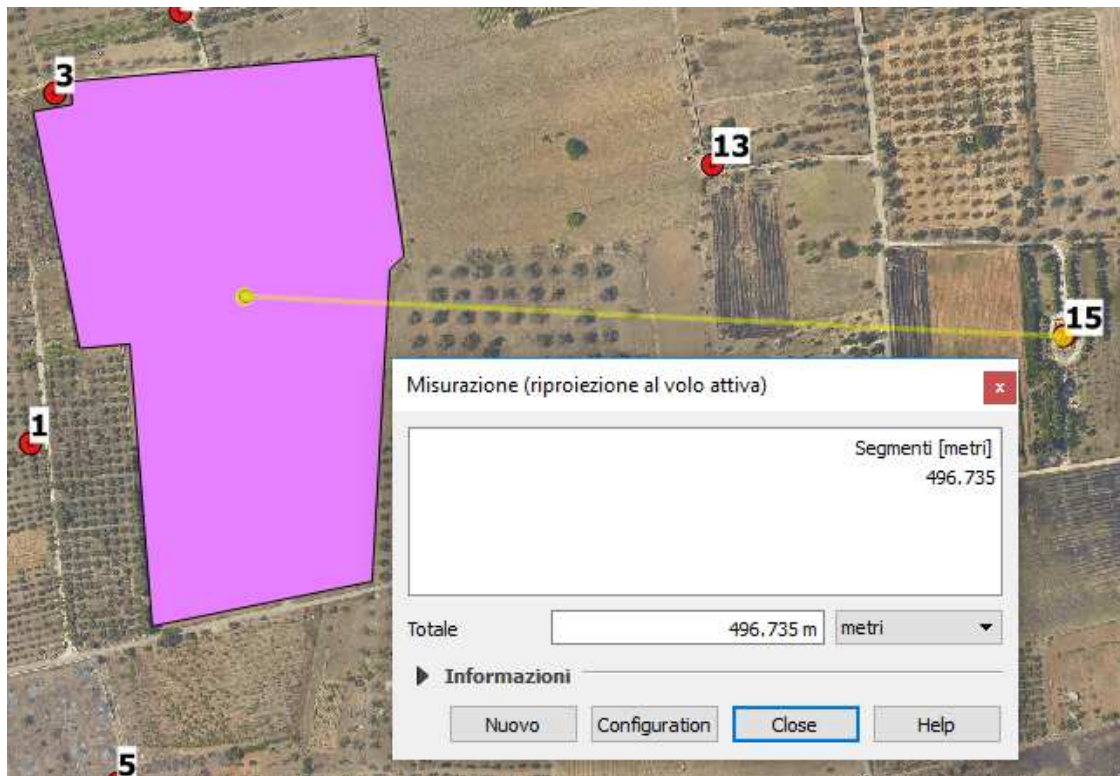 3
13
15
1
5
Misurazione (riproiezione al volo attiva)
x
Segmenti [metri]
496.735
Totale 496.735 m metri
Informazioni
Nuovo Configuration Close Help